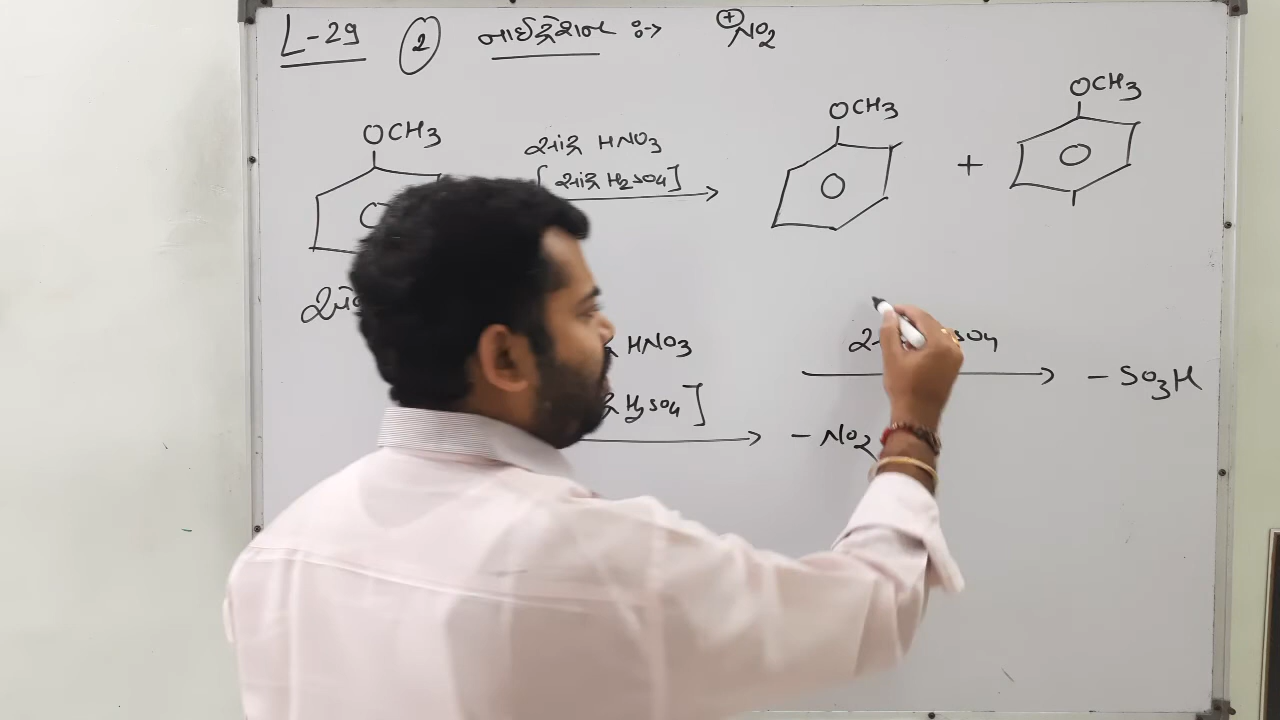 L-29 2 નાઈટ્રેશન :→ ⊕NO2
OCH3 સાંદ્ર HNO3 OCH3 + OCH3
[સાંદ્ર H2SO4]
HNO3 SO4 - SO3H
H2SO4]
- NO2